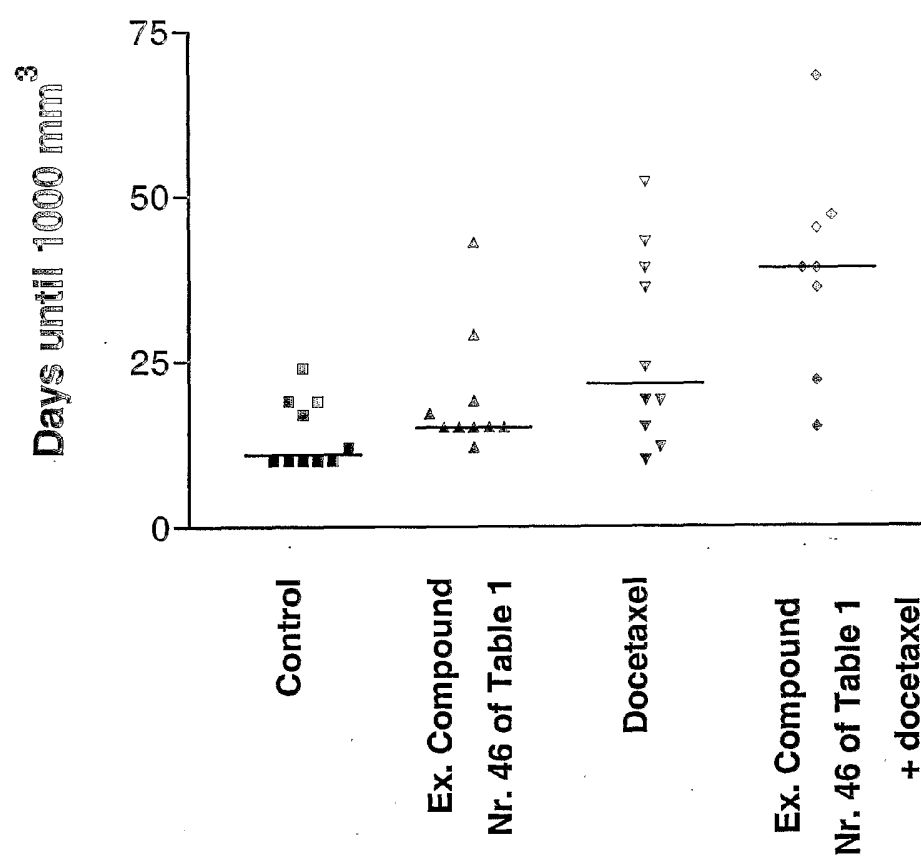 Days until 1000 mm³
75
50
25
0
Control
Ex. Compound
Nr. 46 of Table 1
Docetaxel
Ex. Compound
Nr. 46 of Table 1
+ docetaxel